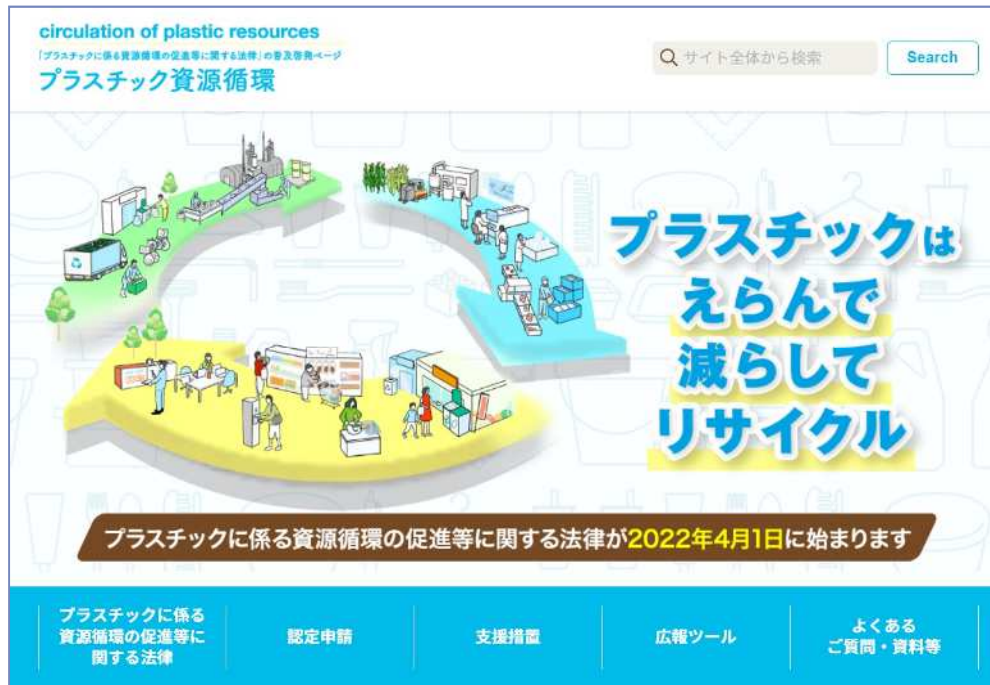 circulation of plastic resources
「プラスチックに係る資源循環の促進等に関する法律」の普及啓発ページ
プラスチック資源循環
サイト全体から検索
Search
プラスチックは
えらんで
減らして
リサイクル
プラスチックに係る資源循環の促進等に関する法律が2022年4月1日に始まります
プラスチックに係る
資源循環の促進等に
関する法律
認定申請
支援措置
広報ツール
よくある
ご質問・資料等